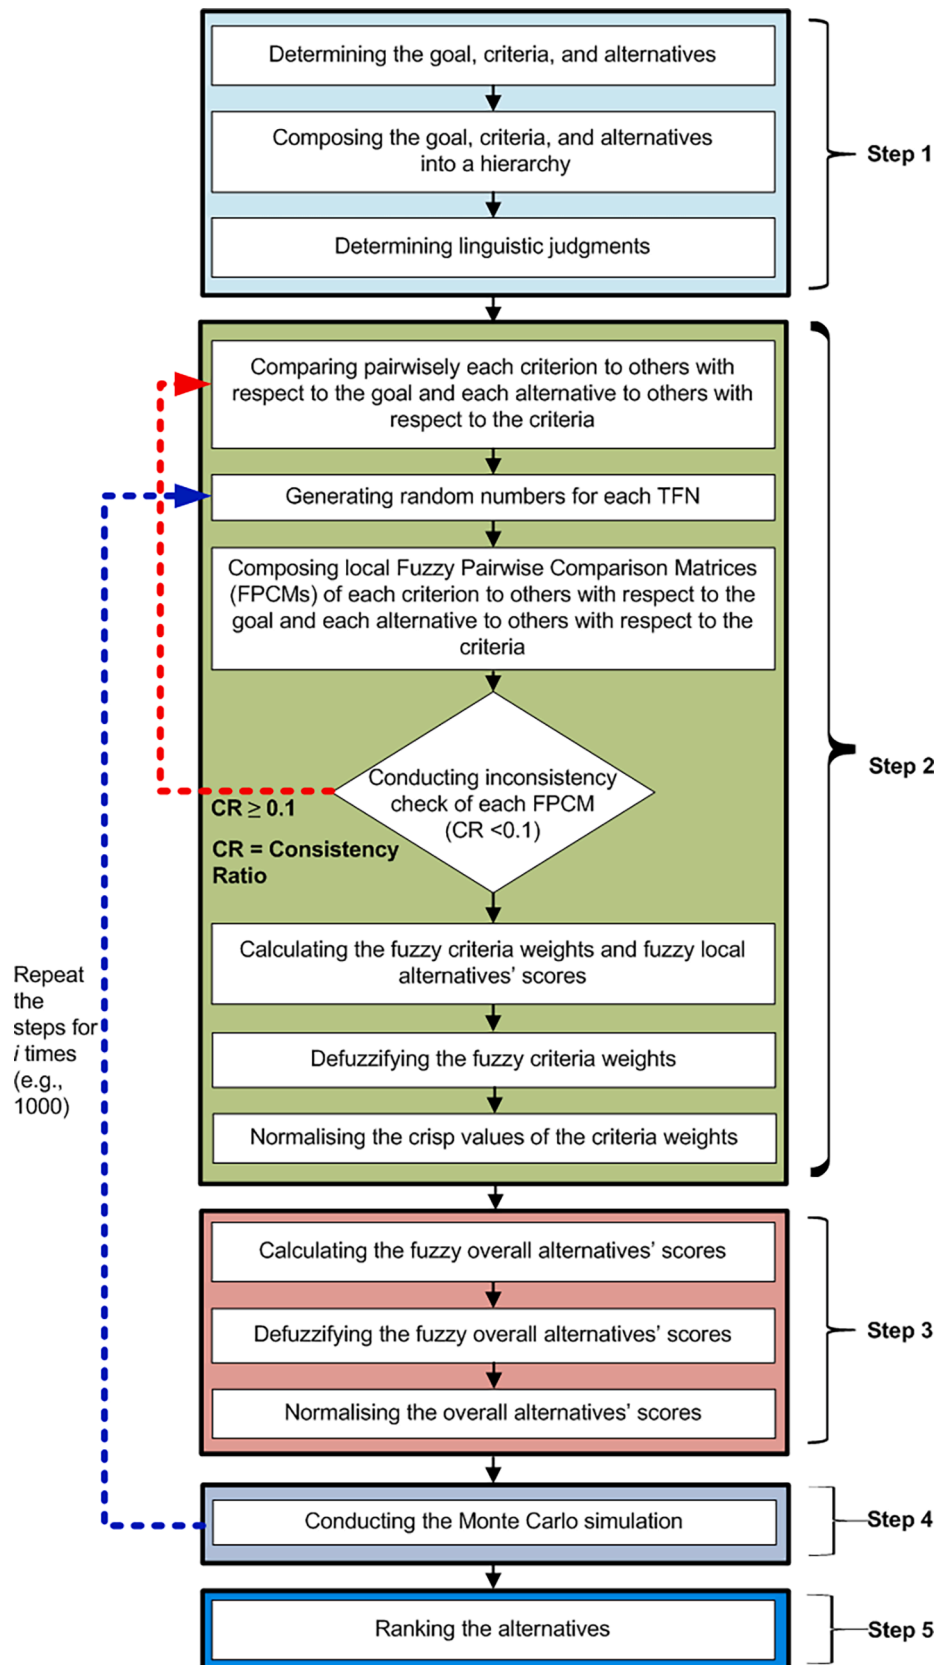 Determining the goal, criteria, and alternatives
Composing the goal, criteria, and alternatives
into a hierarchy
Determining linguistic judgments
Step 1
Comparing pairwisely each criterion to others with
respect to the goal and each alternative to others with
respect to the criteria
Generating random numbers for each TFN
Composing local Fuzzy Pairwise Comparison Matrices
(FPCMs) of each criterion to others with respect to the
goal and each alternative to others with respect to the
criteria
Conducting inconsistency
check of each FPCM
(CR <0.1)
CR ≥ 0.1
CR = Consistency
Ratio
Step 2
Calculating the fuzzy criteria weights and fuzzy local
alternatives’ scores
Defuzzifying the fuzzy criteria weights
Normalising the crisp values of the criteria weights
Repeat
the
steps for
i times
(e.g.,
1000)
Calculating the fuzzy overall alternatives’ scores
Defuzzifying the fuzzy overall alternatives’ scores
Normalising the overall alternatives’ scores
Step 3
Conducting the Monte Carlo simulation
Step 4
Ranking the alternatives
Step 5